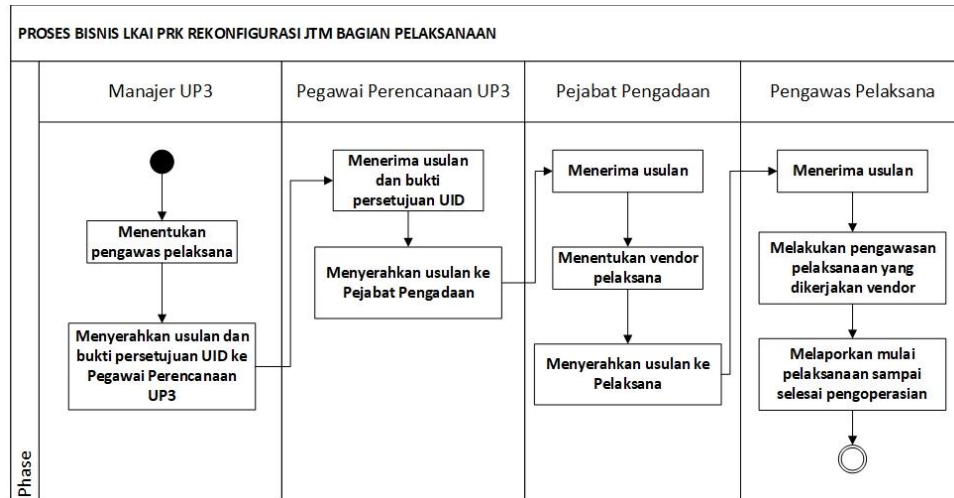 PROSES BISNIS LKAI PRK REKONFIGURASI JTM BAGIAN PELAKSANAAN
Phase
Manajer UP3
Pegawai Perencanaan UP3
Pejabat Pengadaan
Pengawas Pelaksana
Menentukan
pengawas pelaksana
Menyerahkan usulan dan
bukti persetujuan UID ke
Pegawai Perencanaan
UP3
Menerima usulan
dan bukti
persetujuan UID
Menyerahkan usulan ke
Pejabat Pengadaan
Menerima usulan
Menentukan vendor
pelaksana
Menyerahkan usulan ke
Pelaksana
Menerima usulan
Melakukan pengawasan
pelaksanaan yang
dikerjakan vendor
Melaporkan mulai
pelaksanaan sampai
selesai pengoperasian